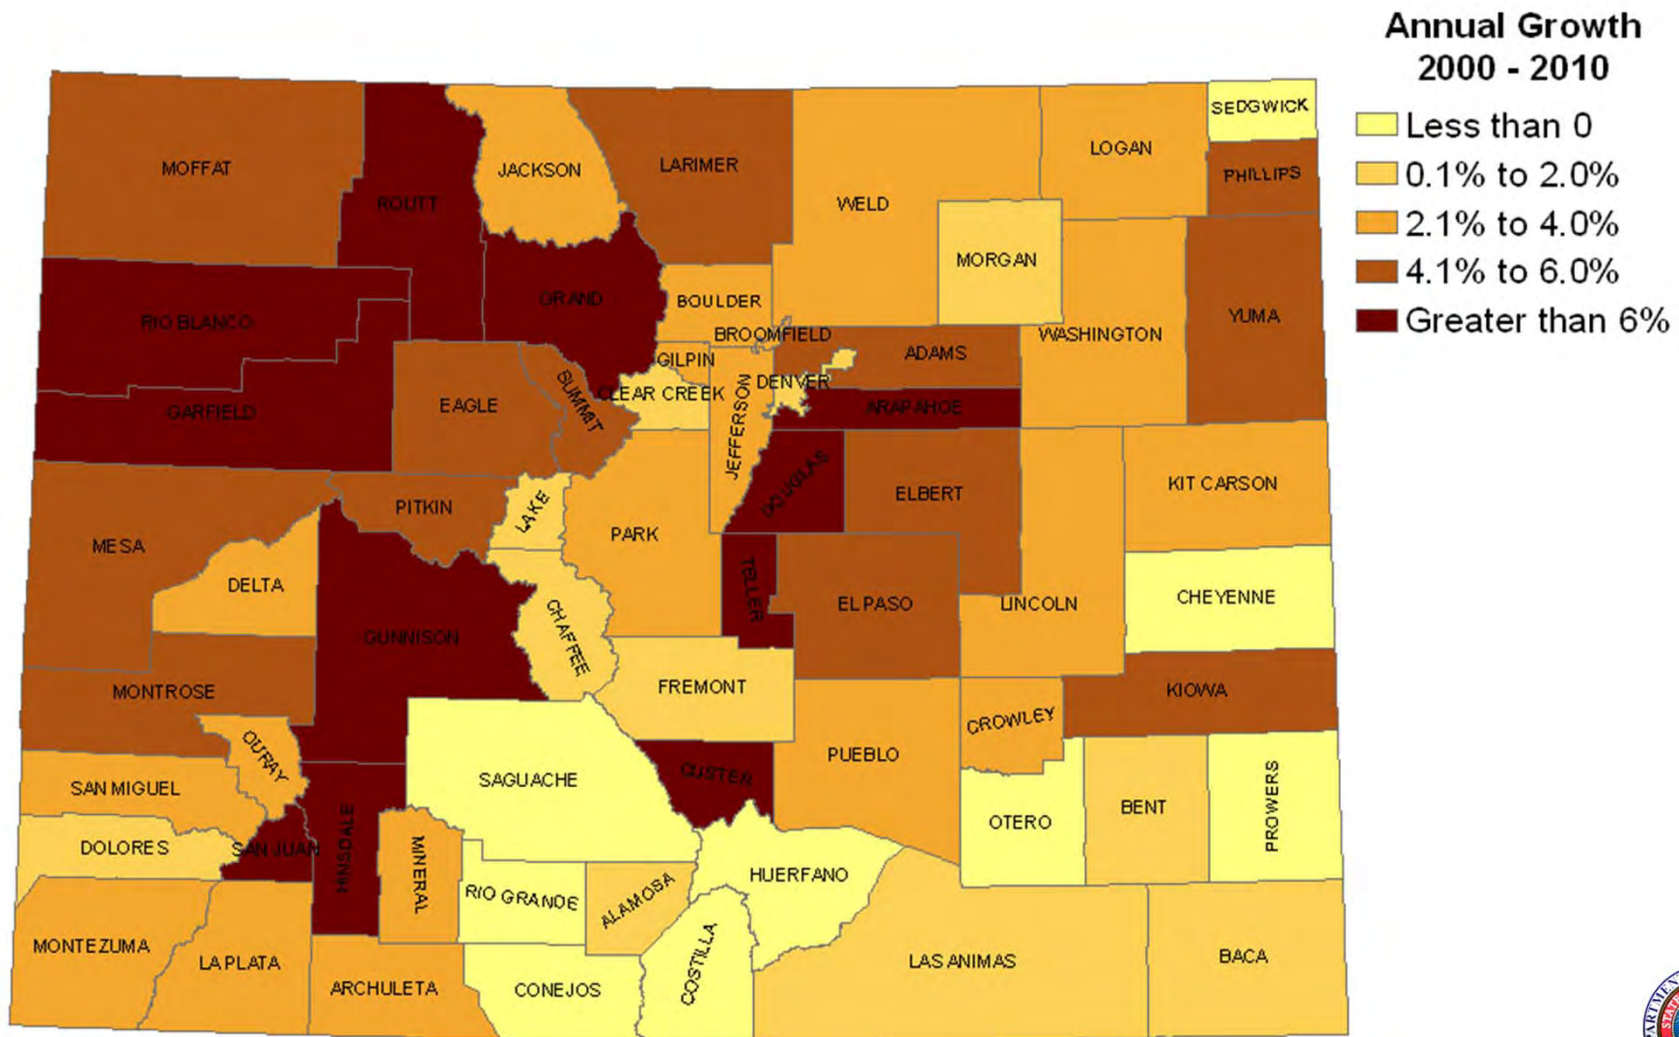 Annual Growth
2000 - 2010
Less than 0
0.1% to 2.0%
2.1% to 4.0%
4.1% to 6.0%
Greater than 6%
SEDGWICK
MOFFAT
JACKSON
LARIMER
LOGAN
PHILLIPS
ROUTT
WELD
MORGAN
RIO BLANCO
GRAND
BOULDER
BROOMFIELD
WASHINGTON
YUMA
GILPIN
ADAMS
GARFIELD
EAGLE
SUMMIT
CLEAR CREEK
JEFFERSON
DENVER
ARAPAHOE
PITKIN
LAKE
DOUGLAS
ELBERT
KIT CARSON
MESA
PARK
DELTA
TELLER
EL PASO
LINCOLN
CHEYENNE
GUNNISON
CHAFFEE
MONTROSE
FREMONT
KIOWA
OURAY
CROWLEY
SAN MIGUEL
SAGUACHE
CUSTER
PUEBLO
OTERO
BENT
PROWERS
DOLORES
SAN JUAN
HINSDALE
MINERAL
RIO GRANDE
ALAMOSA
HUERFANO
MONTEZUMA
LA PLATA
ARCHULETA
CONEJOS
COSTILLA
LAS ANIMAS
BACA